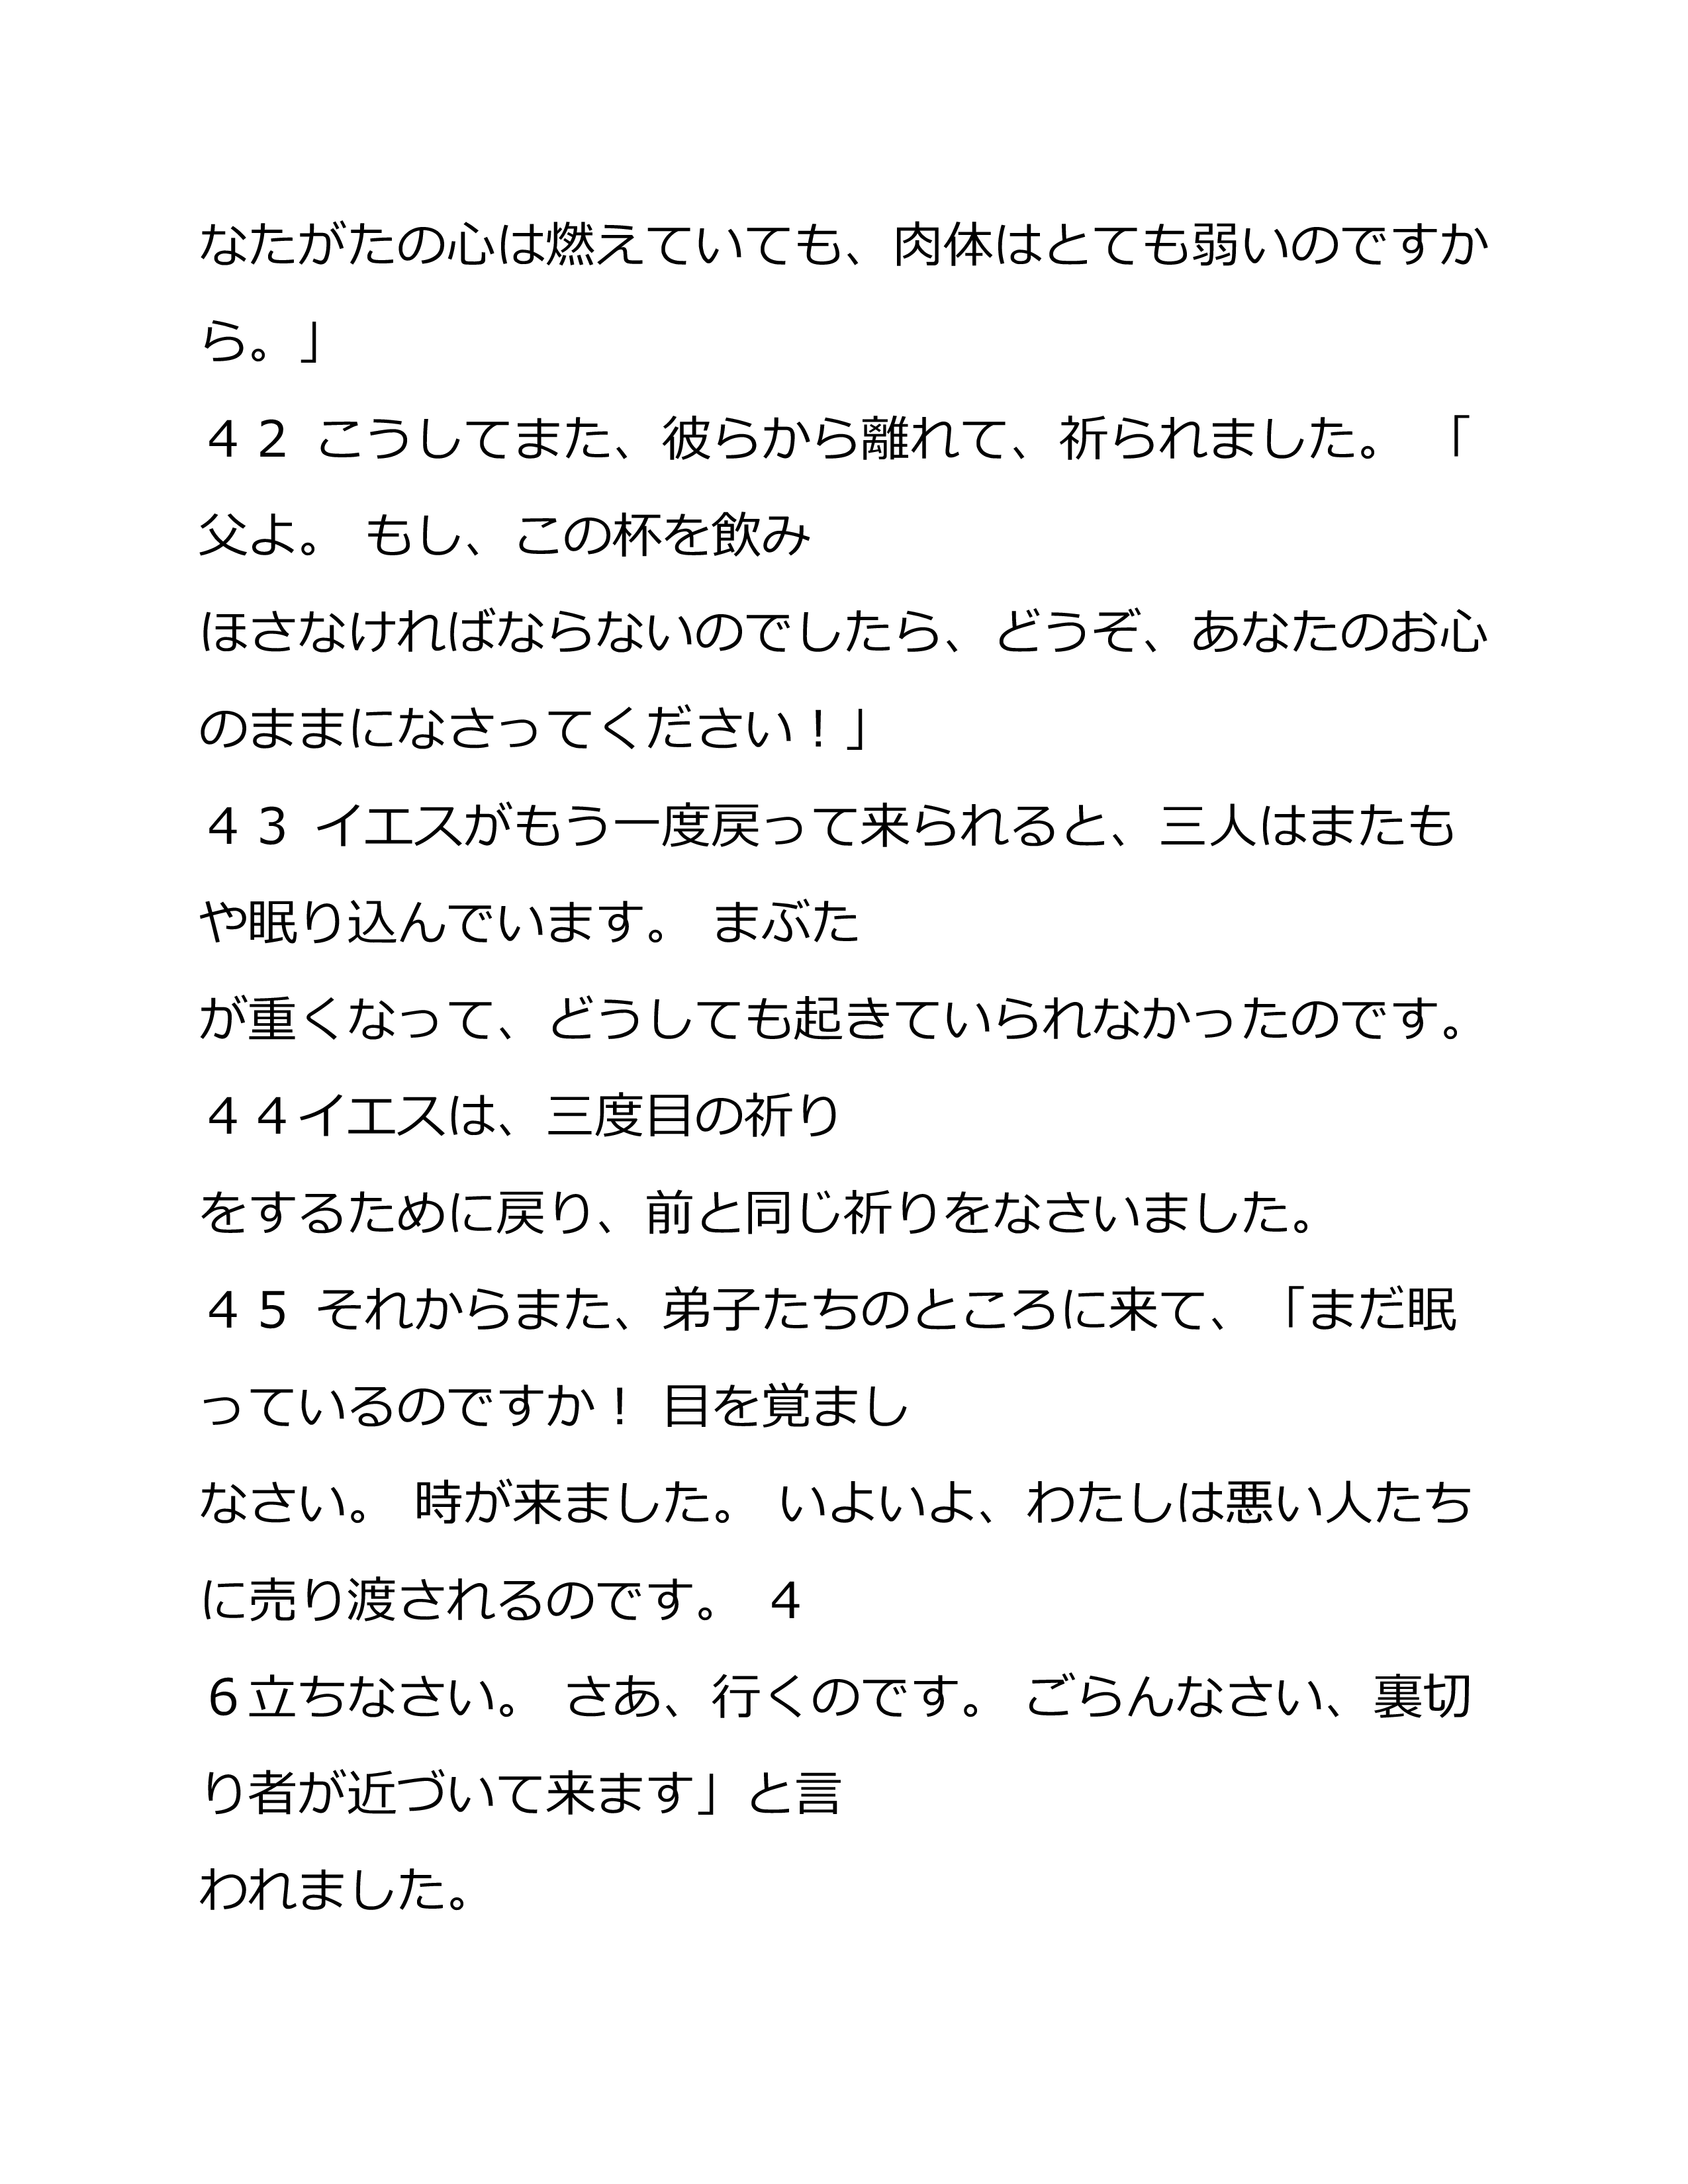 なたがたの心は燃えていても、肉体はとても弱いのですか
ら。」
４２ こうしてまた、彼らから離れて、祈られました。 「
父よ。 もし、この杯を飲み
ほさなければならないのでしたら、どうぞ、あなたのお心
のままになさってください！」
４３ イエスがもう一度戻って来られると、三人はまたも
や眠り込んでいます。 まぶた
が重くなって、どうしても起きていられなかったのです。
４４イエスは、三度目の祈り
をするために戻り、前と同じ祈りをなさいました。
４５ それからまた、弟子たちのところに来て、「まだ眠
っているのですか！ 目を覚まし
なさい。 時が来ました。 いよいよ、わたしは悪い人たち
に売り渡されるのです。 ４
６立ちなさい。 さあ、行くのです。 ごらんなさい、裏切
り者が近づいて来ます」と言
われました。